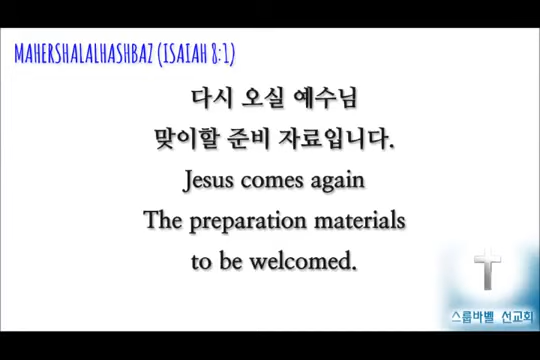 MAHERSHALALHASHBAZ (ISAIAH 8:1)
다시 오실 예수님
맞이할 준비 자료입니다.
Jesus comes again
The preparation materials
to be welcomed.
스룹바벨 선교회